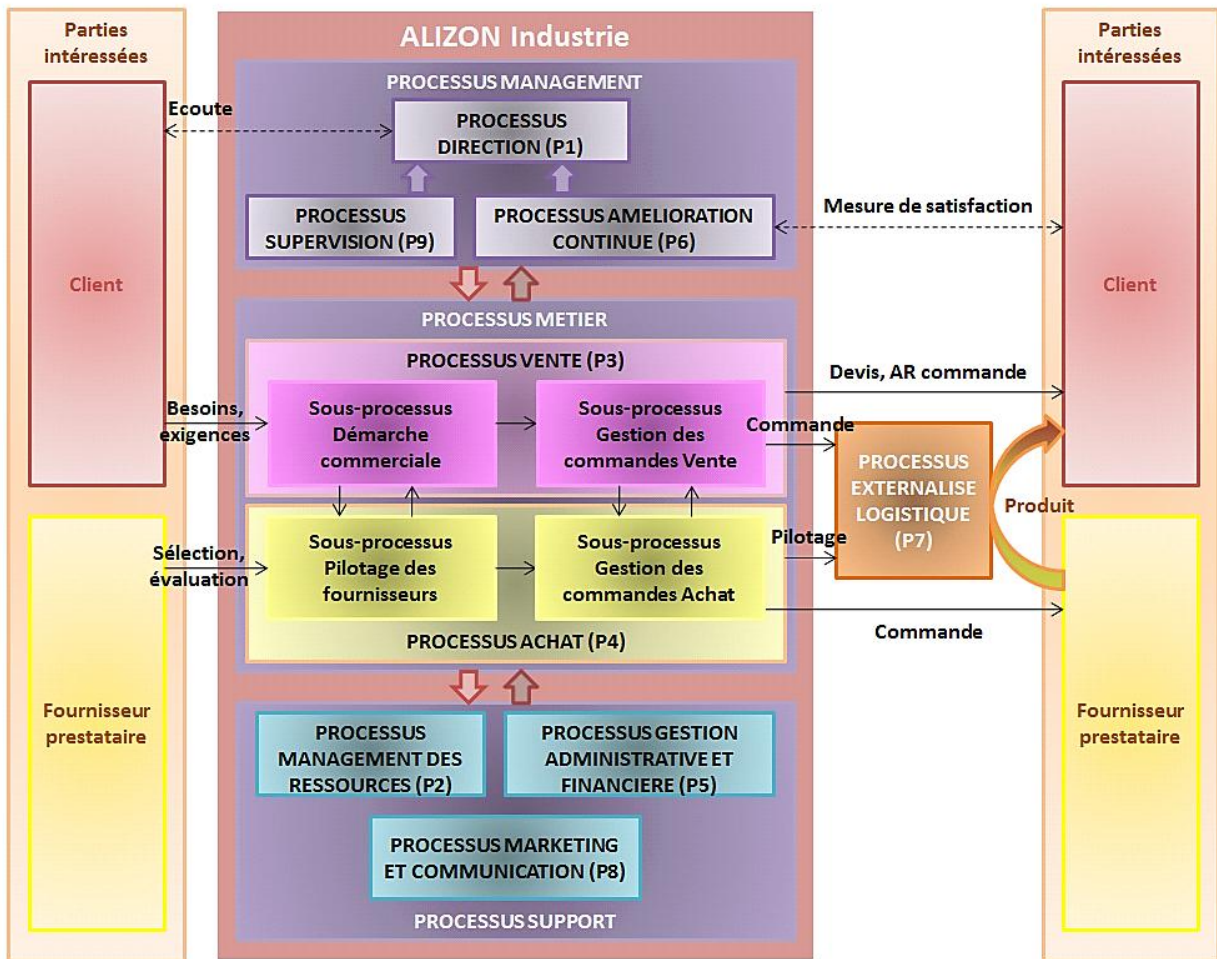 Parties
intéressées
Client
Fournisseur
prestataire
Ecoute
Besoins,
exigences
Sélection,
évaluation
ALIZON Industrie
PROCESSUS MANAGEMENT
PROCESSUS
DIRECTION (P1)
PROCESSUS
SUPERVISION (P9)
PROCESSUS AMELIORATION
CONTINUE (P6)
PROCESSUS METIER
PROCESSUS VENTE (P3)
Sous-processus
Démarche
commerciale
Sous-processus
Gestion des
commandes Vente
Sous-processus
Pilotage des
fournisseurs
Sous-processus
Gestion des
commandes Achat
PROCESSUS ACHAT (P4)
PROCESSUS
MANAGEMENT DES
RESSOURCES (P2)
PROCESSUS GESTION
ADMINISTRATIVE ET
FINANCIERE (P5)
PROCESSUS MARKETING
ET COMMUNICATION (P8)
PROCESSUS SUPPORT
Mesure de satisfaction
Devis, AR commande
Commande
PROCESSUS
EXTERNALISE
LOGISTIQUE
(P7)
Produit
Pilotage
Commande
Parties
intéressées
Client
Fournisseur
prestataire